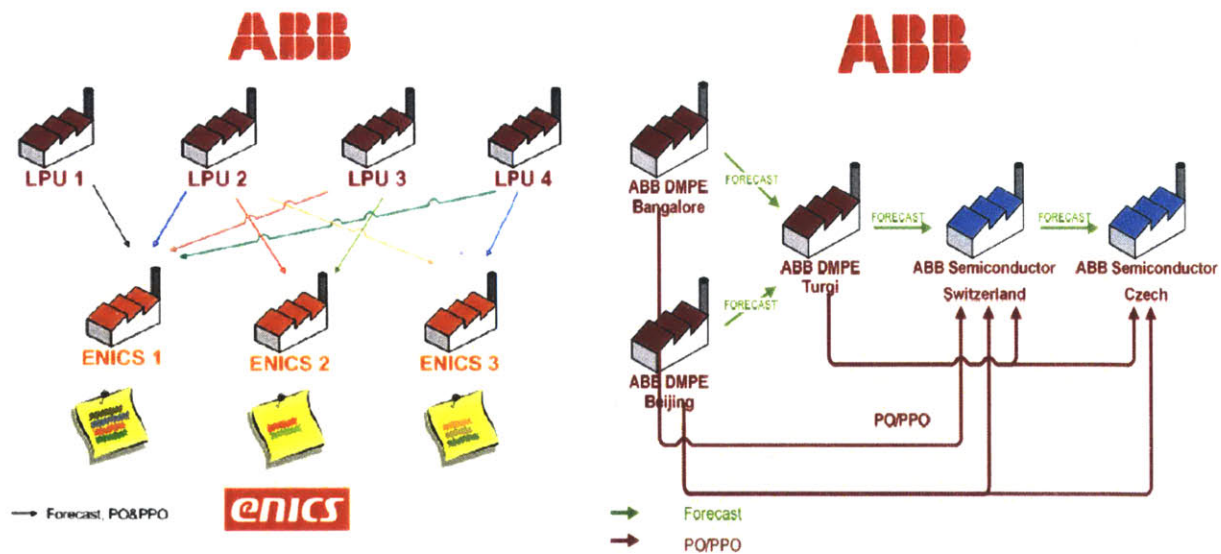 ABB
LPU 1
LPU 2
LPU 3
LPU 4
ENICS 1
ENICS 2
ENICS 3
enics
Forecast, PO&PPO
ABB
ABB DMPE
Bangalore
FORECAST
ABB DMPE
Turgi
FORECAST
ABB Semiconductor
Switzerland
FORECAST
ABB Semiconductor
Czech
FORECAST
ABB DMPE
Beijing
PO/PPO
Forecast
PO/PPO